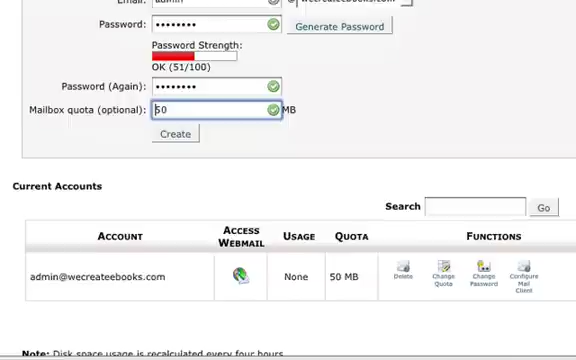 Email: admin @ wecreateebooks.com
Password: •••••••• Generate Password
Password Strength:
OK (51/100)
Password (Again): ••••••••
Mailbox quota (optional): 50 MB
Create
Current Accounts
Search Go
ACCOUNT ACCESS WEBMAIL USAGE QUOTA FUNCTIONS
admin@wecreateebooks.com None 50 MB Delete Change Quota Change Password Configure Mail Client
Note: Disk space usage is recalculated every four hours